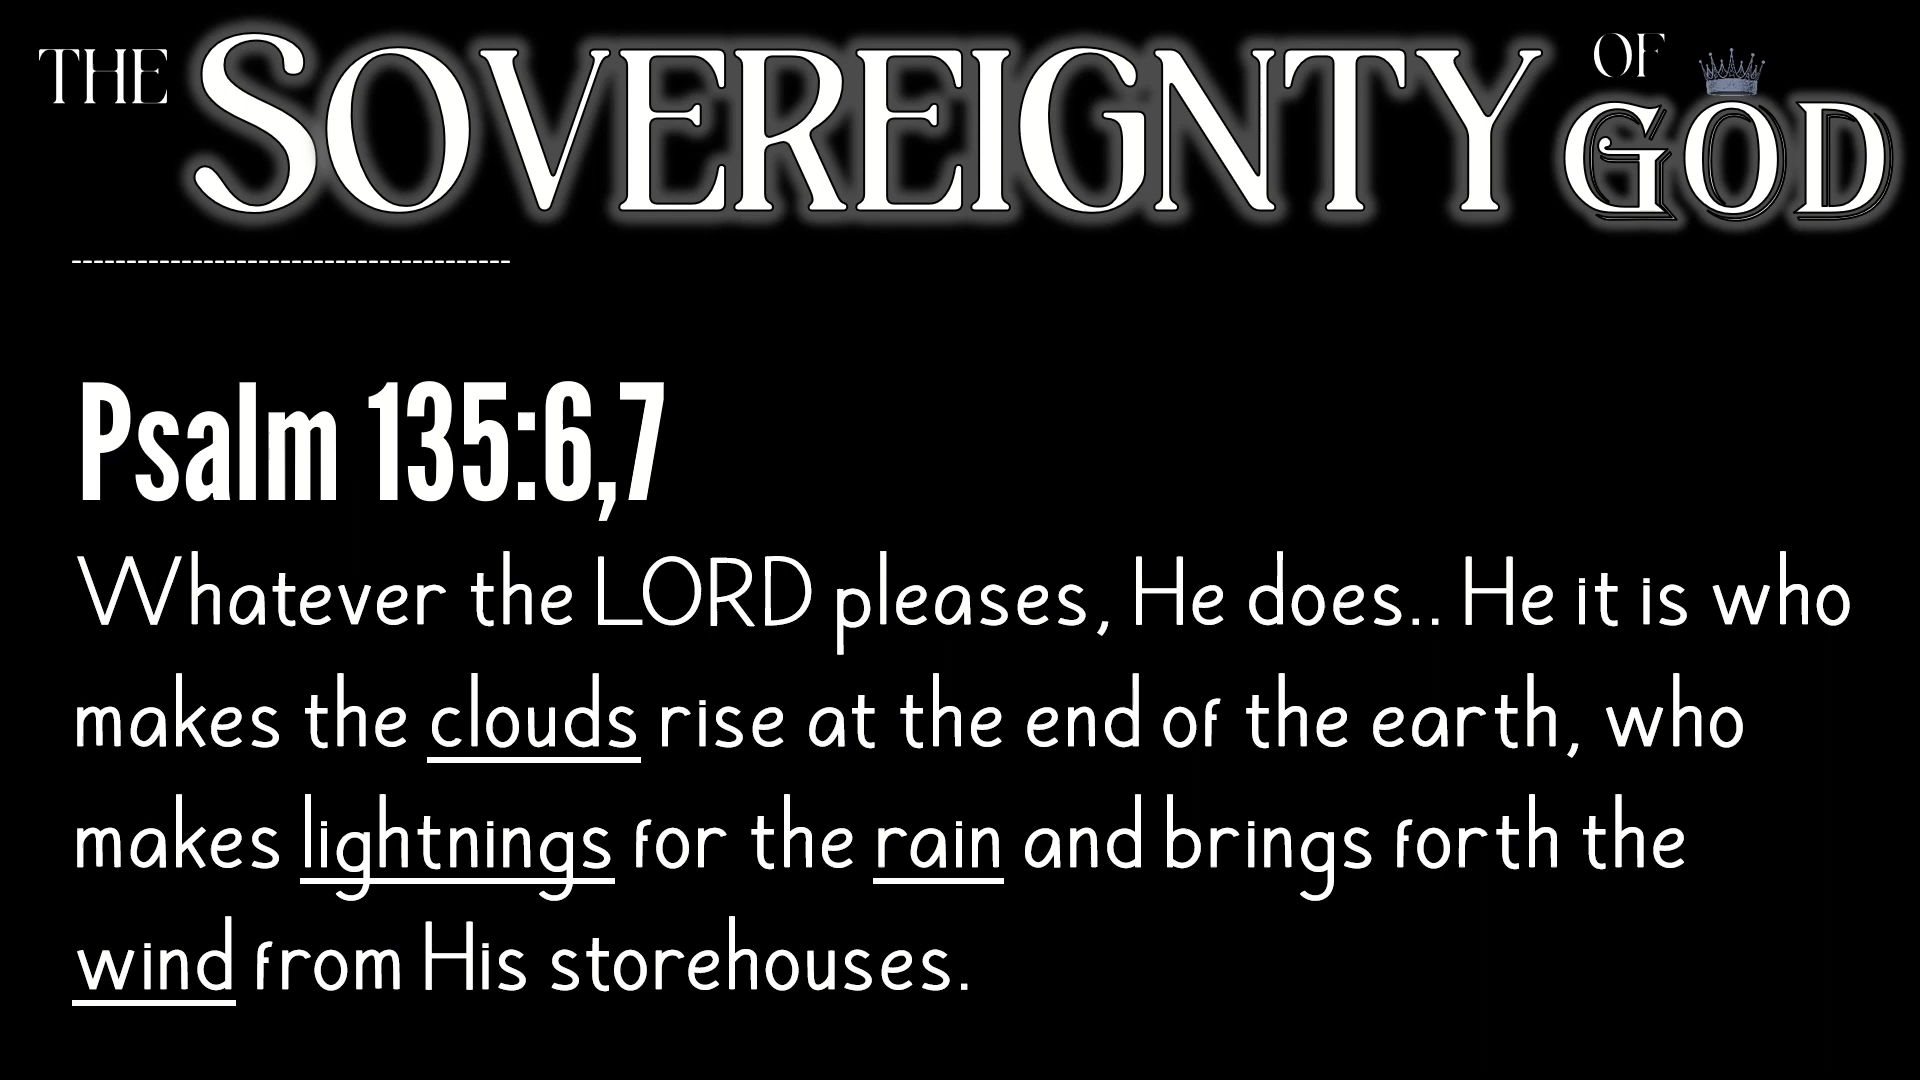 THE SOVEREIGNTY OF GOD
---------------------------------------
Psalm 135:6,7
Whatever the LORD pleases, He does.. He it is who
makes the clouds rise at the end of the earth, who
makes lightnings for the rain and brings forth the
wind from His storehouses.